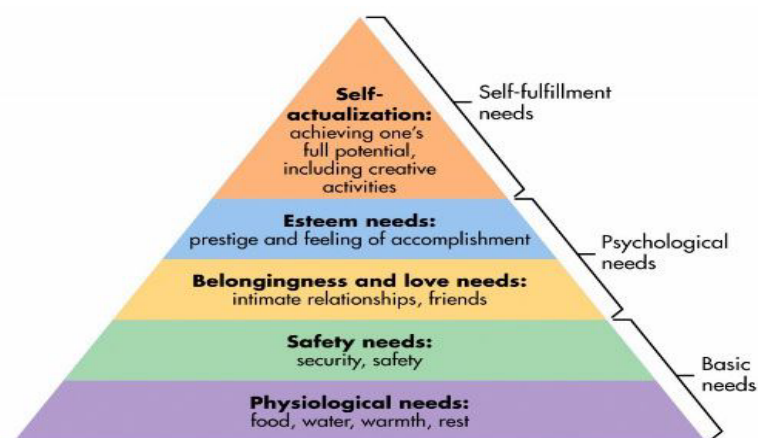 Self-
actualization:
achieving one's
full potential,
including creative
activities
Self-fulfillment
needs
Esteem needs:
prestige and feeling of accomplishment
Belongingness and love needs:
intimate relationships, friends
Psychological
needs
Safety needs:
security, safety
Physiological needs:
food, water, warmth, rest
Basic
needs